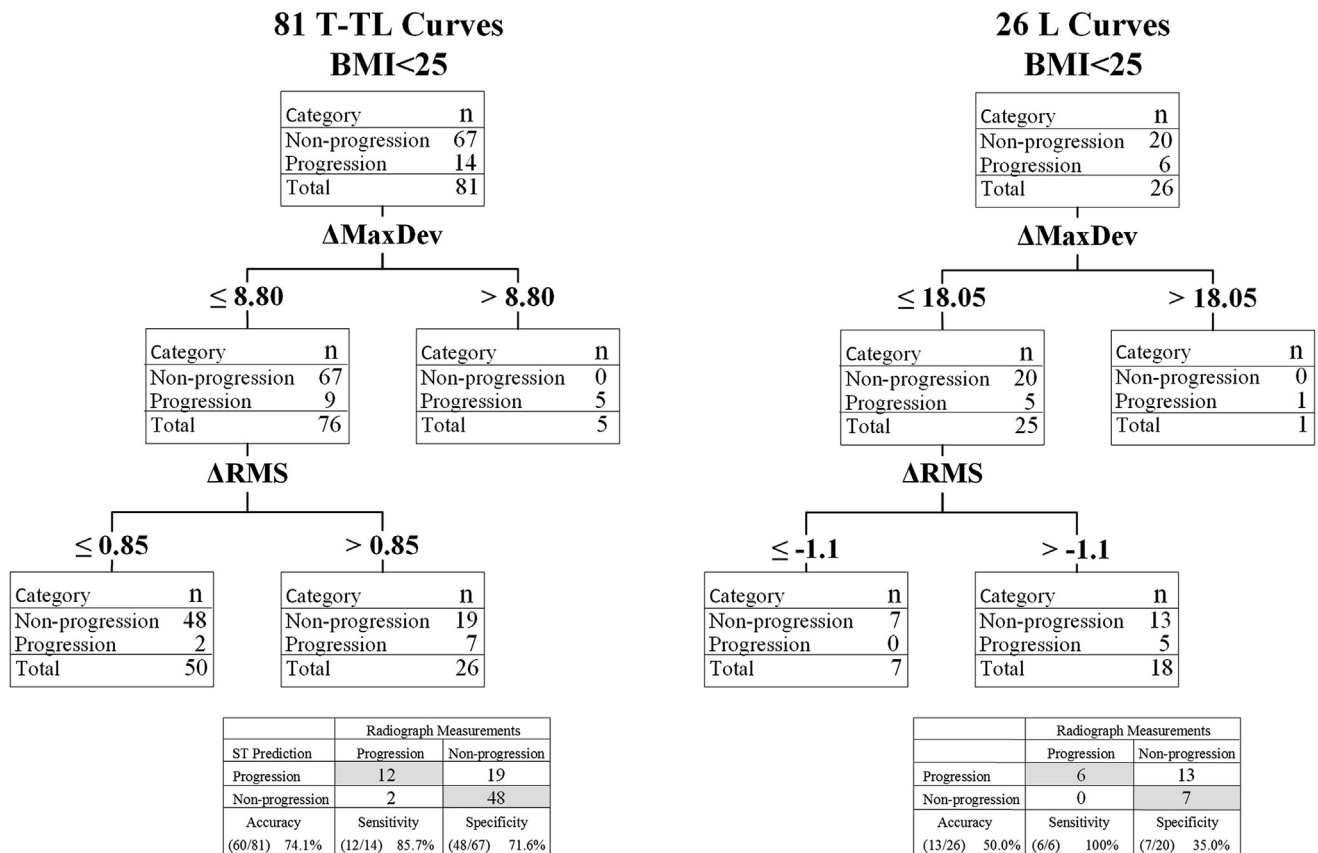 81 T-TL Curves
BMI<25
Category n
Non-progression 67
Progression 14
Total 81
ΔMaxDev
≤ 8.80 > 8.80
Category n
Non-progression 67
Progression 9
Total 76
Category n
Non-progression 0
Progression 5
Total 5
ΔRMS
≤ 0.85 > 0.85
Category n
Non-progression 48
Progression 2
Total 50
Category n
Non-progression 19
Progression 7
Total 26
Radiograph Measurements
ST Prediction Progression Non-progression
Progression 12 19
Non-progression 2 48
Accuracy Sensitivity Specificity
(60/81) 74.1% (12/14) 85.7% (48/67) 71.6%
26 L Curves
BMI<25
Category n
Non-progression 20
Progression 6
Total 26
ΔMaxDev
≤ 18.05 > 18.05
Category n
Non-progression 20
Progression 5
Total 25
Category n
Non-progression 0
Progression 1
Total 1
ΔRMS
≤ -1.1 > -1.1
Category n
Non-progression 7
Progression 0
Total 7
Category n
Non-progression 13
Progression 5
Total 18
Radiograph Measurements
Progression Non-progression
Progression 6 13
Non-progression 0 7
Accuracy Sensitivity Specificity
(13/26) 50.0% (6/6) 100% (7/20) 35.0%